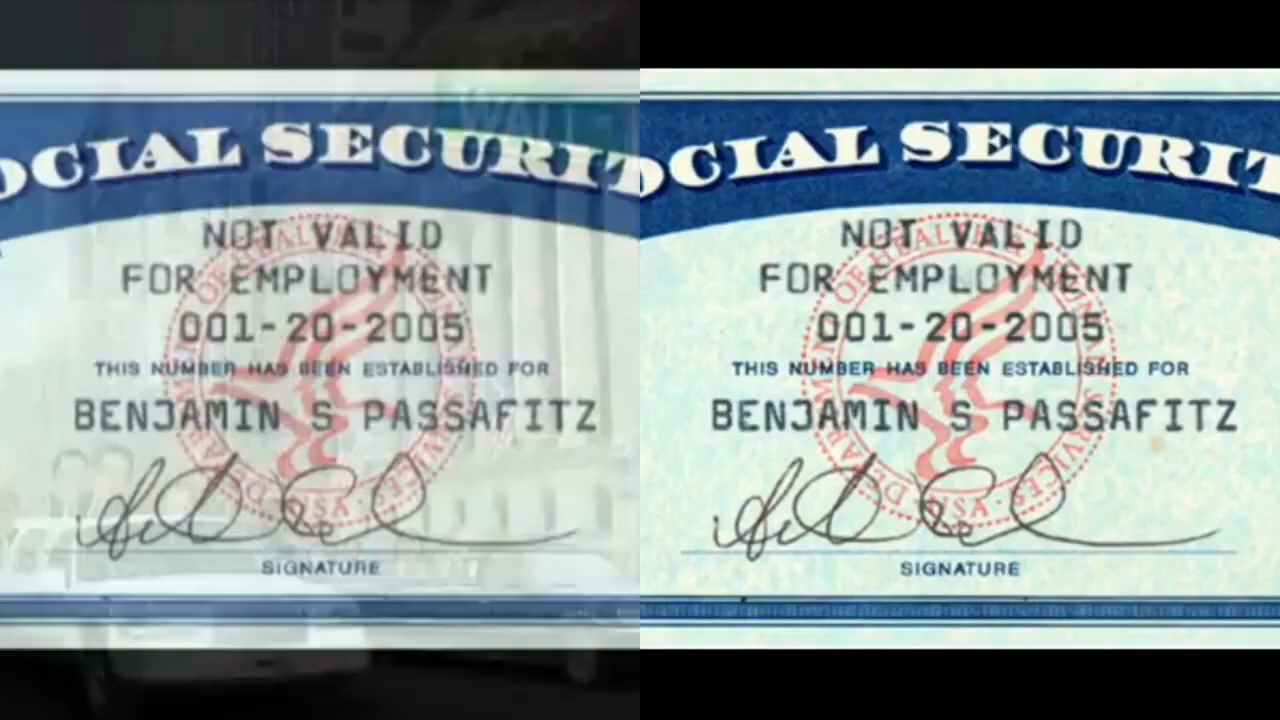 OCIAL SECURIT
NOT VALID
FOR EMPLOYMENT
001-20-2005
THIS NUMBER HAS BEEN ESTABLISHED FOR
BENJAMIN S PASSAFITZ
SIGNATURE
OCIAL SECURIT
NOT VALID
FOR EMPLOYMENT
001-20-2005
THIS NUMBER HAS BEEN ESTABLISHED FOR
BENJAMIN S PASSAFITZ
SIGNATURE